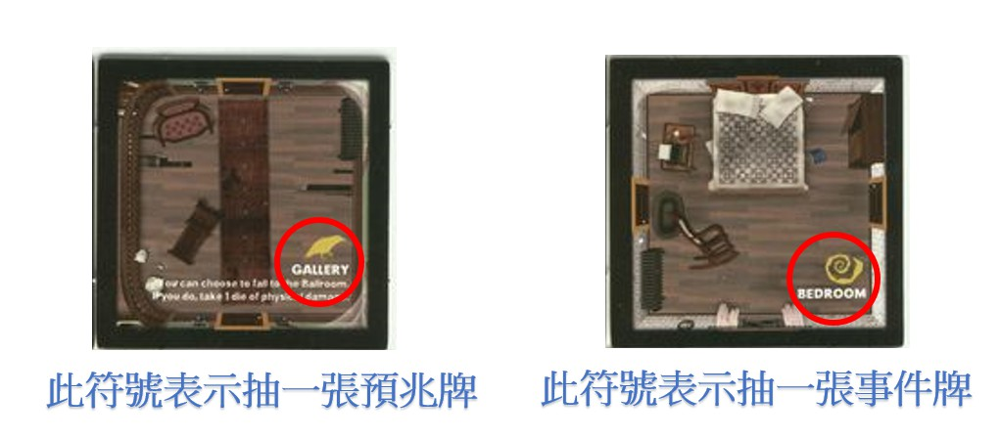 GALLERY
You can choose to fall to the Ballroom.
If you do, take 1 die of physical damage.
BEDROOM
此符號表示抽一張預兆牌
此符號表示抽一張事件牌